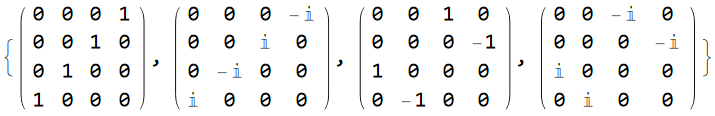 { ( 0 0 0 1 ) , ( 0 0 0 -ⅈ ) , ( 0 0 1 0 ) , ( 0 0 -ⅈ 0 ) }
0 0 1 0 0 0 ⅈ 0 0 0 0 -1 0 0 0 -ⅈ
0 1 0 0 0 -ⅈ 0 0 1 0 0 0 ⅈ 0 0 0
1 0 0 0 ⅈ 0 0 0 0 -1 0 0 0 ⅈ 0 0